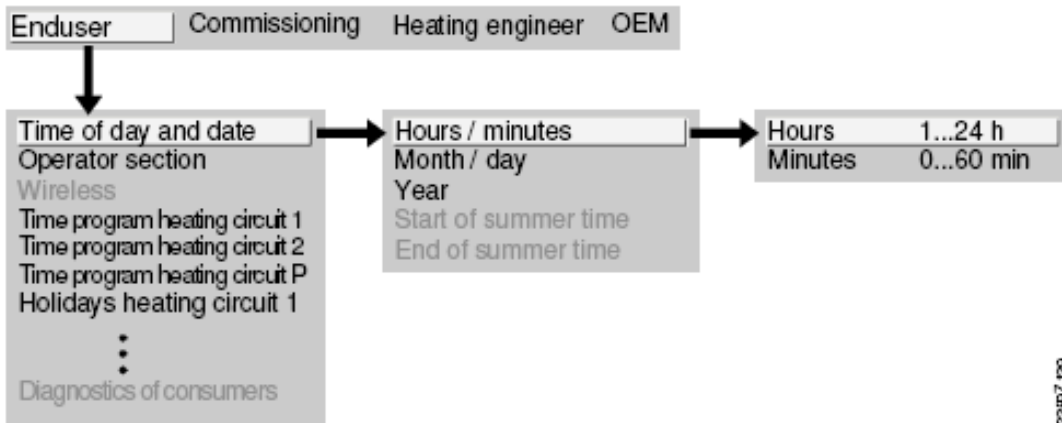 Enduser Commissioning Heating engineer OEM
Time of day and date
Operator section
Wireless
Time program heating circuit 1
Time program heating circuit 2
Time program heating circuit P
Holidays heating circuit 1
Diagnostics of consumers
Hours / minutes
Month / day
Year
Start of summer time
End of summer time
Hours 1...24 h
Minutes 0...60 min